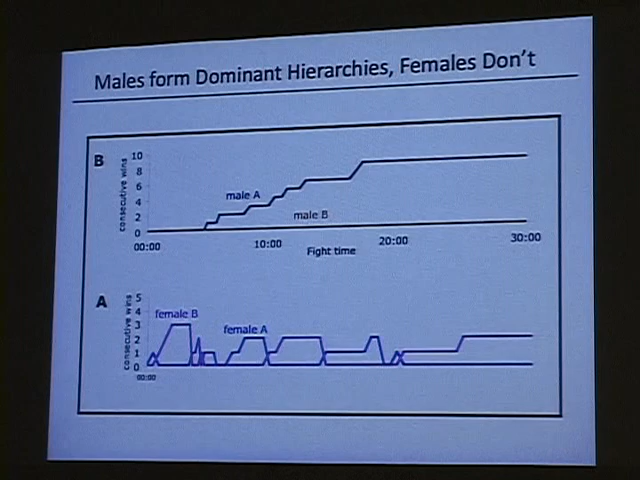 Males form Dominant Hierarchies, Females Don't
B
consecutive wins
10
8
6
4
2
0
male A
male B
00:00
10:00
20:00
30:00
Fight time
A
consecutive wins
5
4
3
2
1
0
female B
female A
00:00